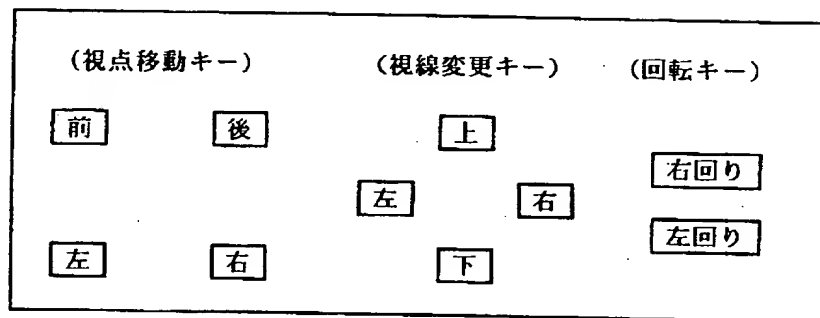 (視点移動キー) (視線変更キー) (回転キー)
前 後 上
右回り
左 右
左回り
左 右 下